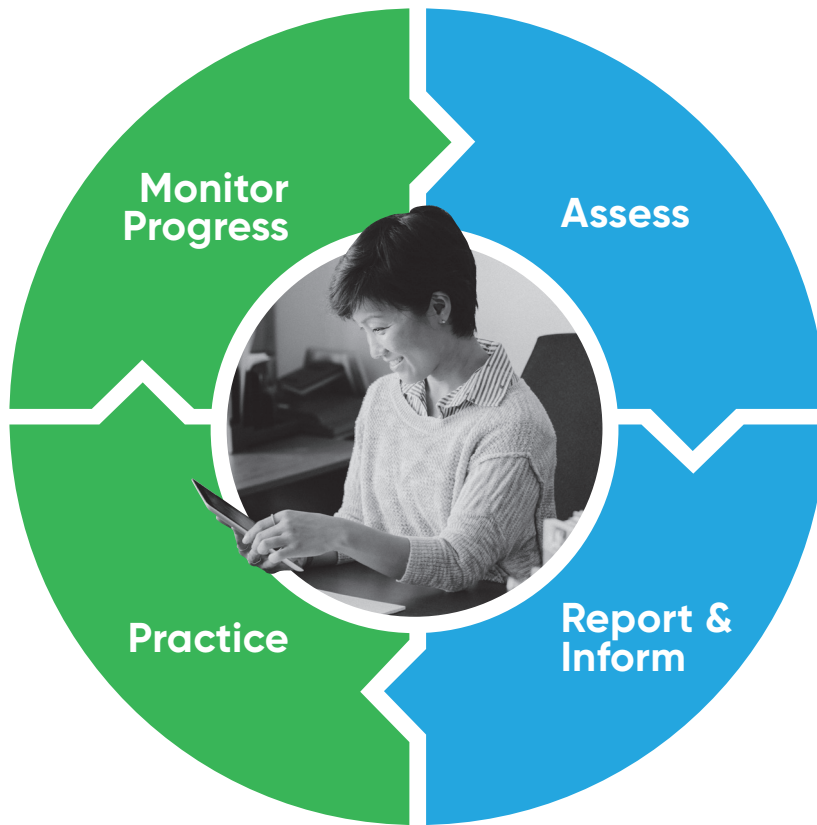 Monitor
Progress
Assess
Practice
Report &
Inform